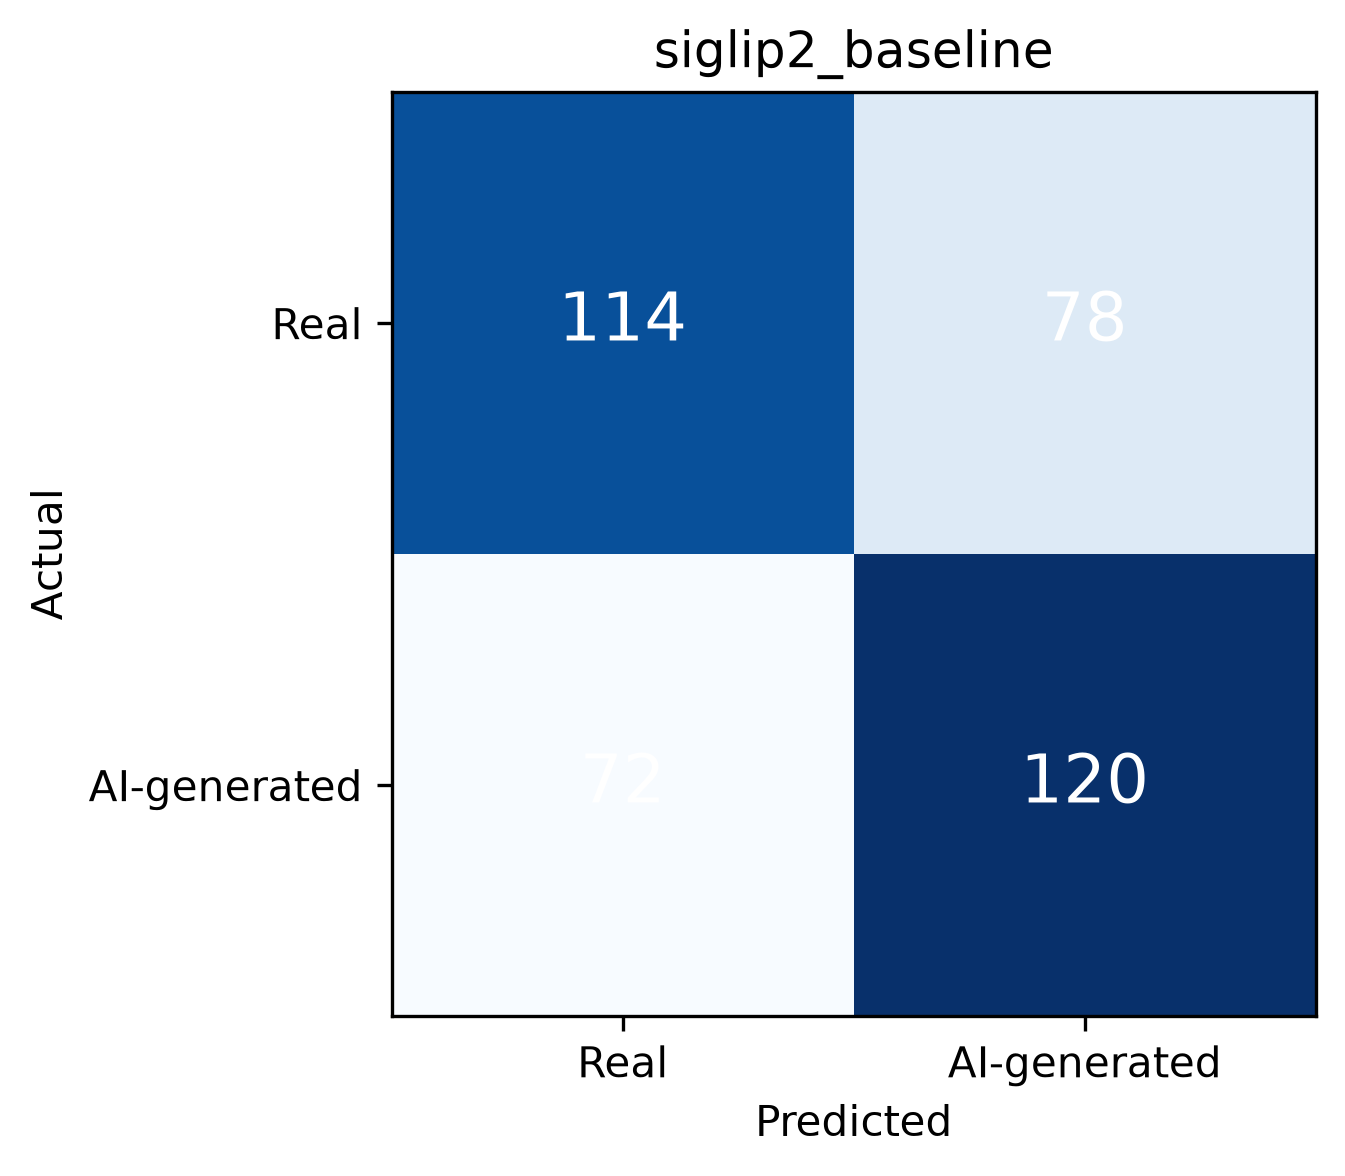 siglip2_baseline
Real
114
78
Actual
AI-generated
72
120
Real
AI-generated
Predicted